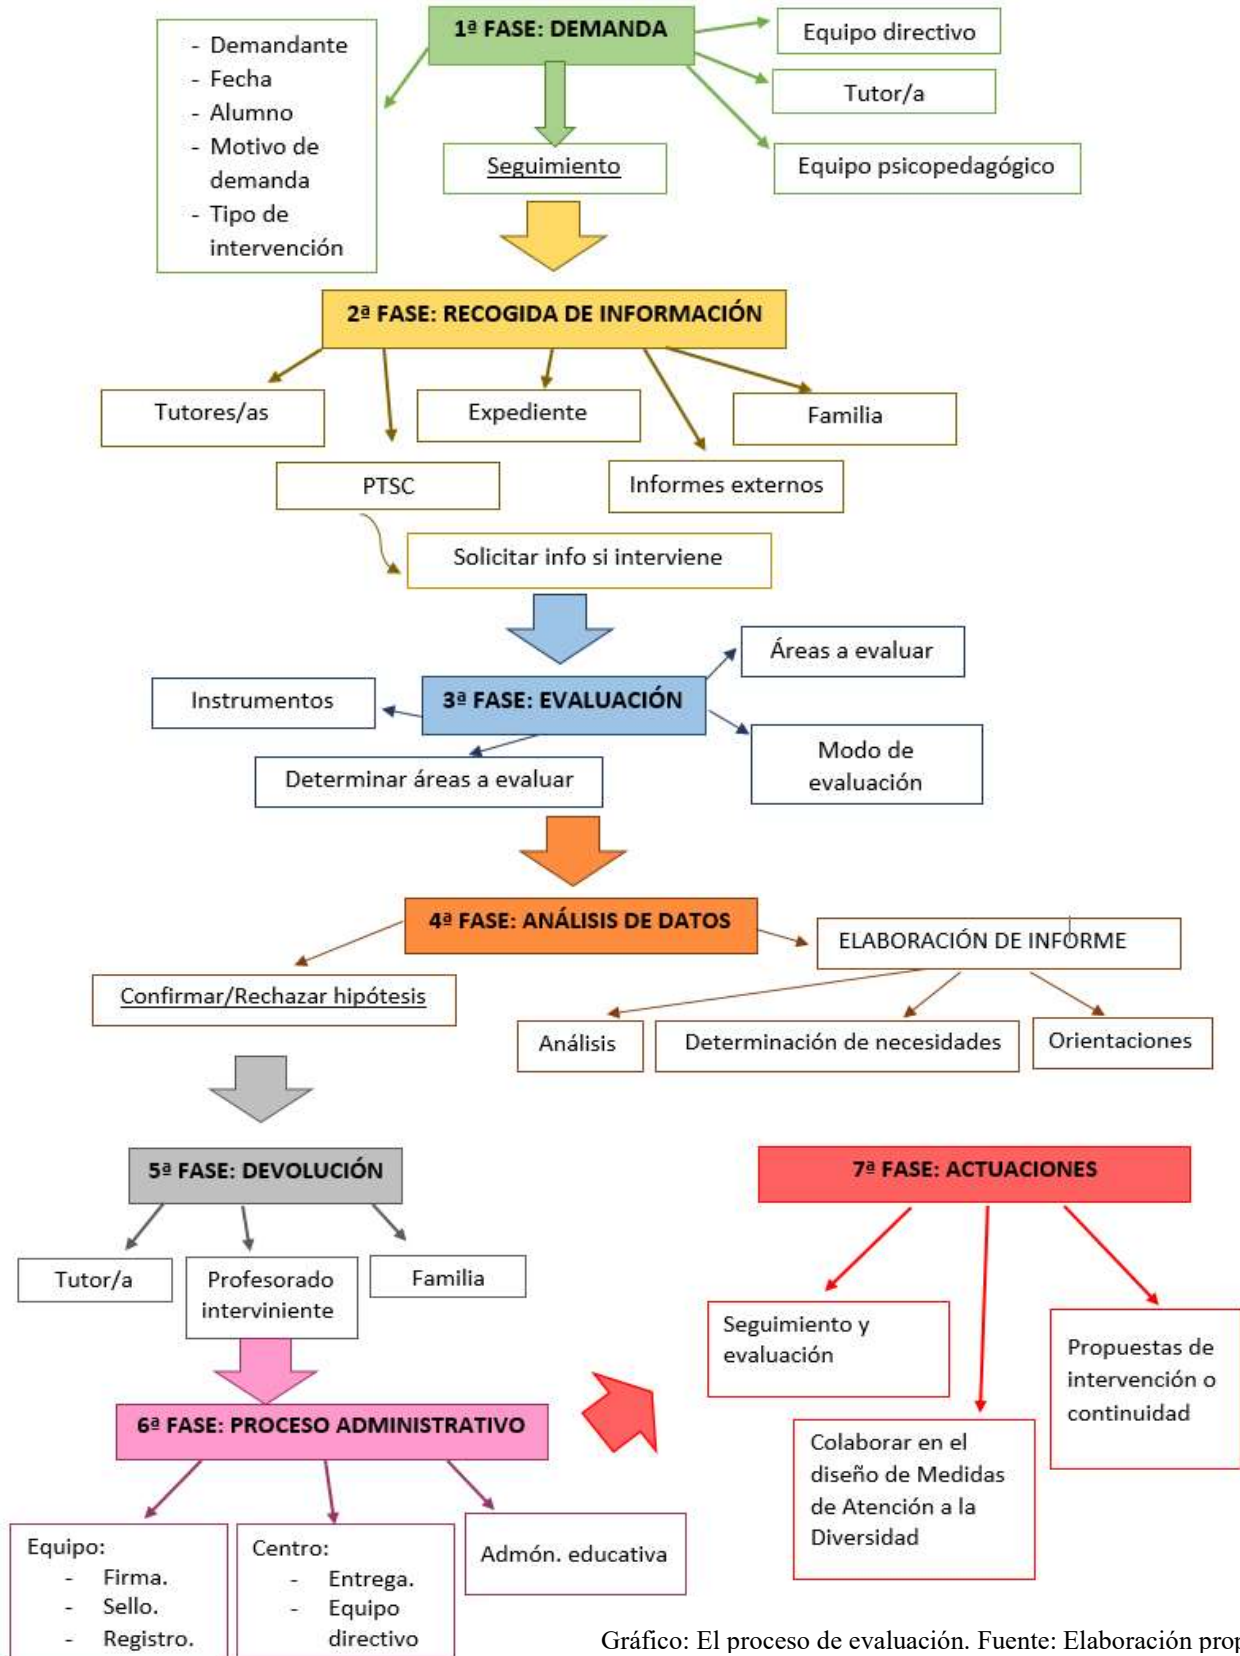 1ª FASE: DEMANDA
- Demandante
- Fecha
- Alumno
- Motivo de
demanda
- Tipo de
intervención
Equipo directivo
Tutor/a
Equipo psicopedagógico
Seguimiento
2ª FASE: RECOGIDA DE INFORMACIÓN
Tutores/as
Expediente
Familia
PTSC
Informes externos
Solicitar info si interviene
Áreas a evaluar
Instrumentos
3ª FASE: EVALUACIÓN
Determinar áreas a evaluar
Modo de
evaluación
4ª FASE: ANÁLISIS DE DATOS
ELABORACIÓN DE INFORME
Confirmar/Rechazar hipótesis
Análisis
Determinación de necesidades
Orientaciones
5ª FASE: DEVOLUCIÓN
Tutor/a
Profesorado
interviniente
Familia
6ª FASE: PROCESO ADMINISTRATIVO
Equipo:
- Firma.
- Sello.
- Registro.
Centro:
- Entrega.
- Equipo
directivo
Admón. educativa
7ª FASE: ACTUACIONES
Seguimiento y
evaluación
Colaborar en el
diseño de Medidas
de Atención a la
Diversidad
Propuestas de
intervención o
continuidad
Gráfico: El proceso de evaluación. Fuente: Elaboración prop